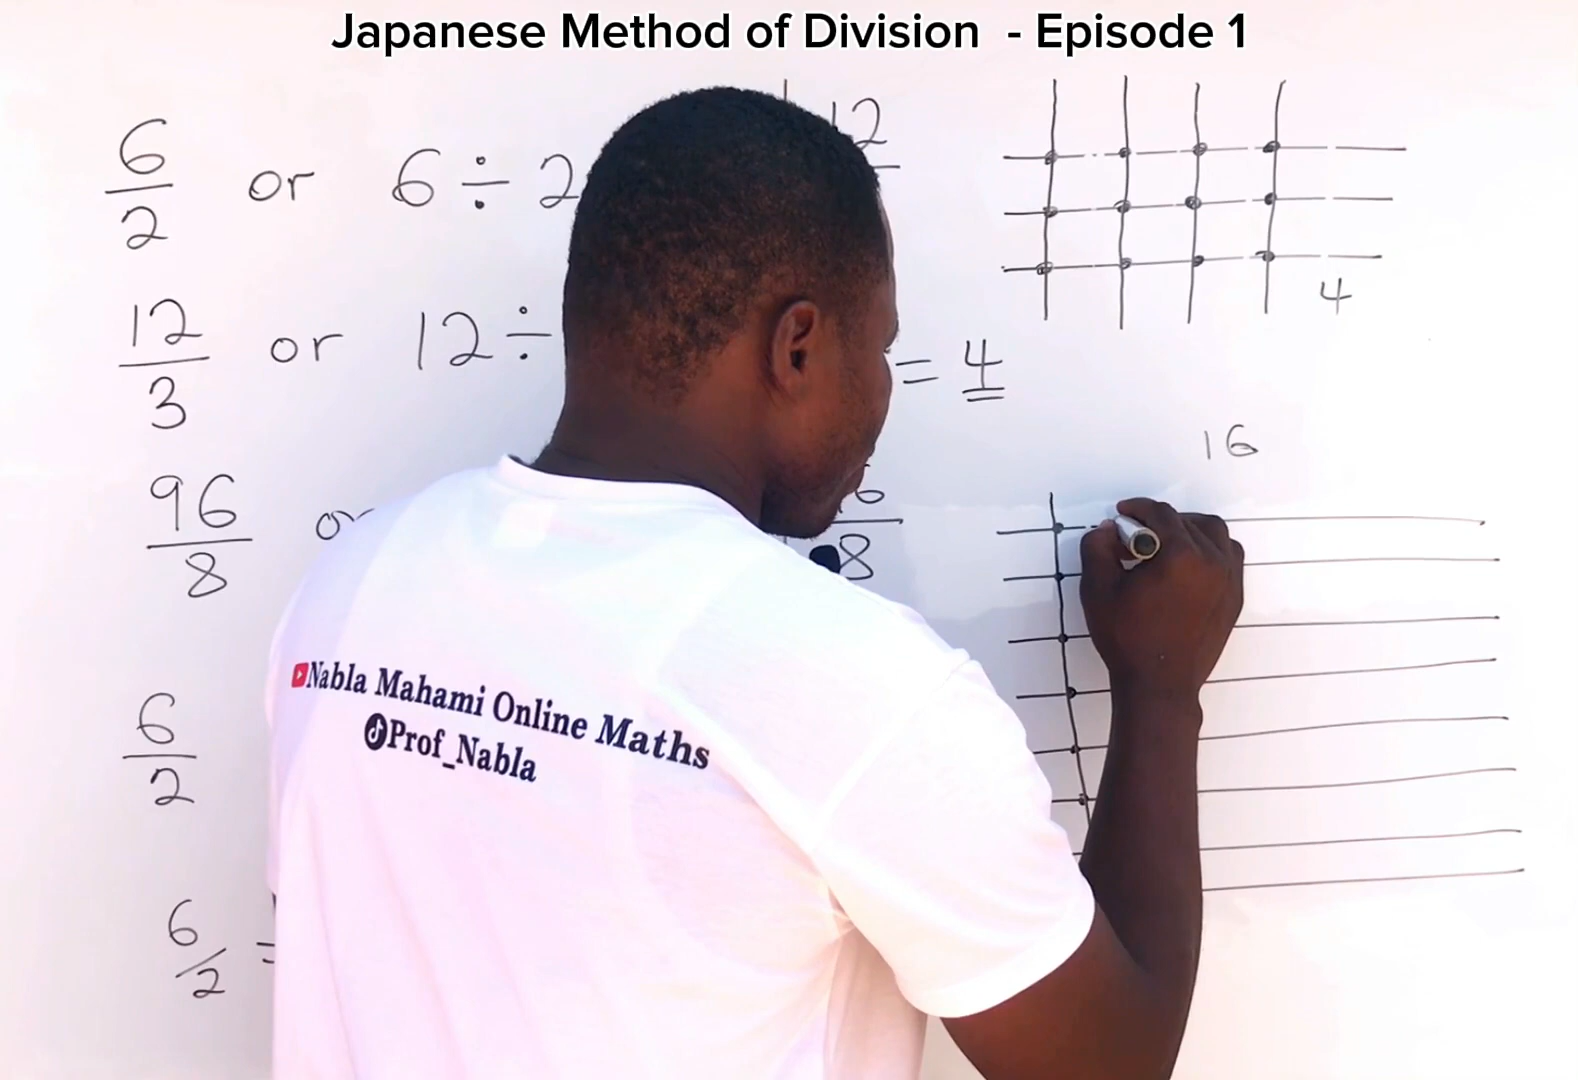 Japanese Method of Division - Episode 1
6
2
or 6 ÷ 2
12
12
3
or 12 ÷
= 4
4
96
8
or
8
16
Nabla Mahami Online Maths
Prof_Nabla
6
2
6/2 =